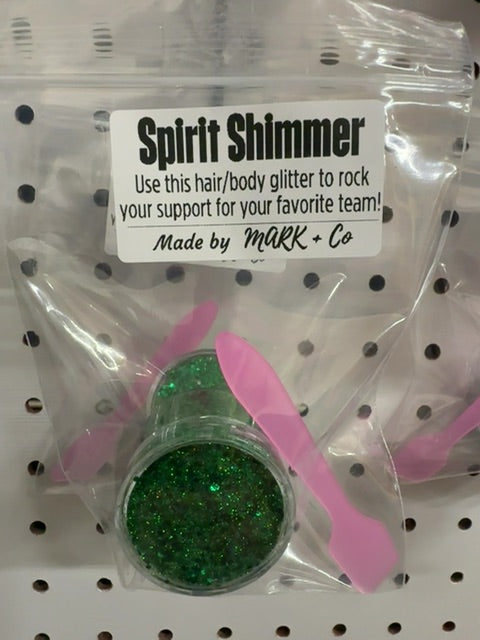 Spirit Shimmer
Use this hair/body glitter to rock
your support for your favorite team!
Made by MARK + Co